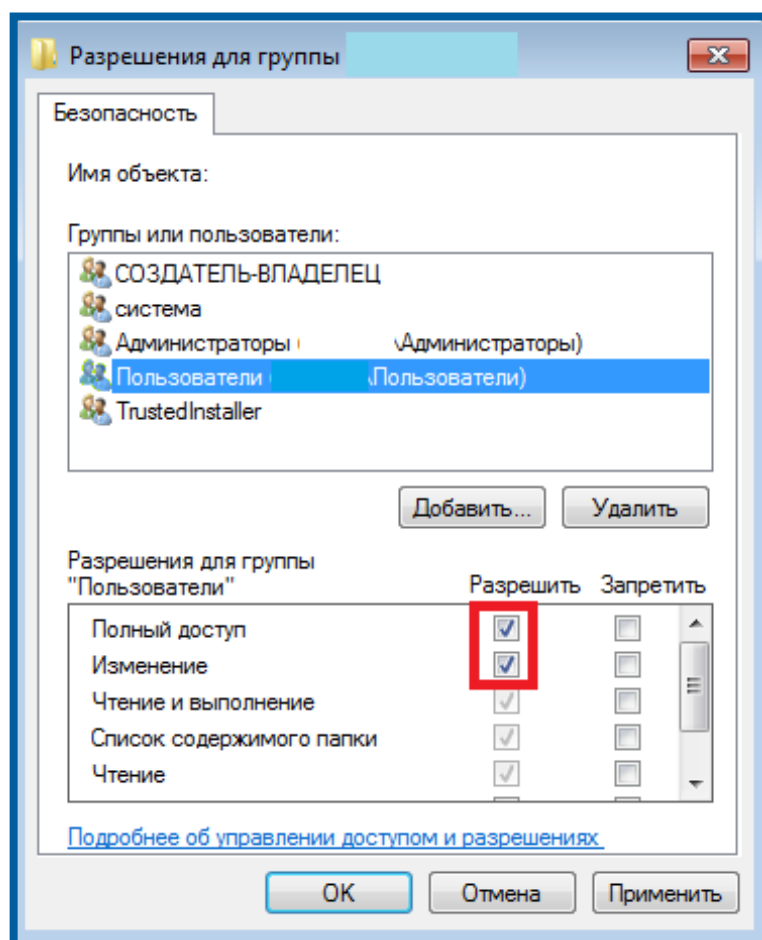 Разрешения для группы
Безопасность
Имя объекта:
Группы или пользователи:
СОЗДАТЕЛЬ-ВЛАДЕЛЕЦ
система
Администраторы ( \Администраторы)
Пользователи ( \Пользователи)
TrustedInstaller
Добавить... Удалить
Разрешения для группы
"Пользователи" Разрешить Запретить
Полный доступ
Изменение
Чтение и выполнение
Список содержимого папки
Чтение
Подробнее об управлении доступом и разрешениях
OK Отмена Применить